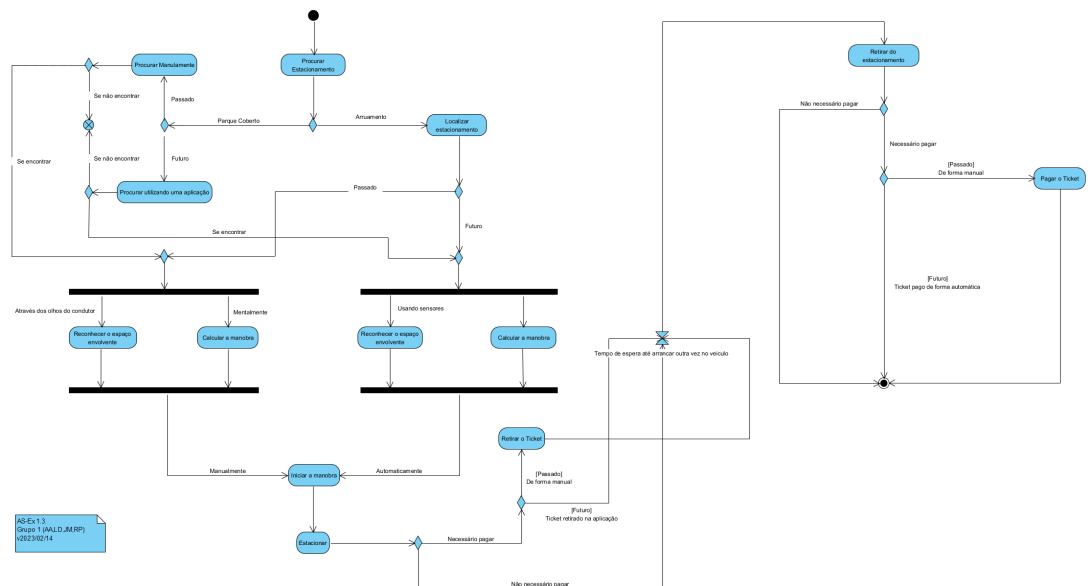 Procurar
Estacionamento
Procurar Manulamente
Se não encontrar
Passado
Parque Coberto
Arruamento
Localizar
estacionamento
Se não encontrar
Futuro
Se encontrar
Procurar utilizando uma aplicação
Passado
Se encontrar
Futuro
Através dos olhos do condutor
Mentalmente
Reconhecer o espaço
envolvente
Calcular a manobra
Usando sensores
Reconhecer o espaço
envolvente
Calcular a manobra
Manualmente
Iniciar a manobra
Automaticamente
Estacionar
Necessário pagar
Não necessário pagar
[Passado]
De forma manual
Retirar o Ticket
[Futuro]
Ticket retirado na aplicação
Tempo de espera até arrancar outra vez no veiculo
Retirar do
estacionamento
Não necessário pagar
Necessário pagar
[Passado]
De forma manual
Pagar o Ticket
[Futuro]
Ticket pago de forma automática
AS-Ex 1.3
Grupo 1 (AA,LD,JM,RP)
v2023/02/14